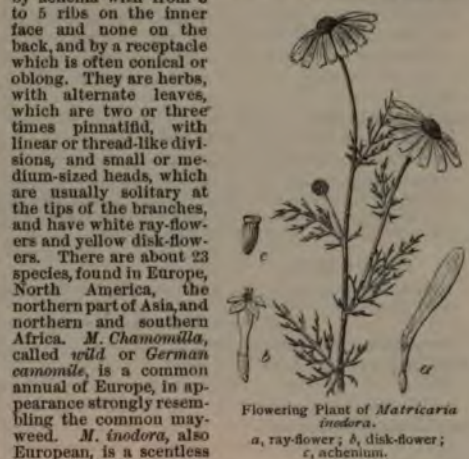 by achenia with from 3
to 5 ribs on the inner
face and none on the
back, and by a receptacle
which is often conical or
oblong. They are herbs,
with alternate leaves,
which are two or three
times pinnatifid, with
linear or thread-like divi-
sions, and small or me-
dium-sized heads, which
are usually solitary at
the tips of the branches,
and have white ray-flow-
ers and yellow disk-flow-
ers. There are about 23
species, found in Europe,
North America, the
northern part of Asia, and
northern and southern
Africa. M. Chamomilla,
called wild or German
camomile, is a common
annual of Europe, in ap-
pearance strongly resem-
bling the common may-
weed. M. inodora, also
European, is a scentless
c
b
a
Flowering Plant of Matricaria
inodora.
a, ray-flower; b, disk-flower;
c, achenium.